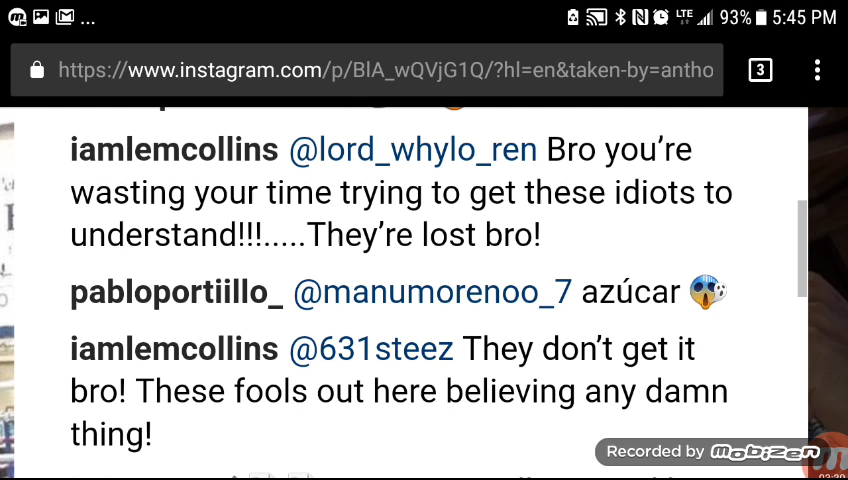 ... LTE 93% 5:45 PM
https://www.instagram.com/p/BlA_wQVjG1Q/?hl=en&taken-by=antho 3
iamlemcollins @lord_whylo_ren Bro you’re
wasting your time trying to get these idiots to
understand!!!.....They’re lost bro!
pabloportiillo_ @manumorenoo_7 azúcar 😱
iamlemcollins @631steez They don’t get it
bro! These fools out here believing any damn
thing!
Recorded by Mobizen